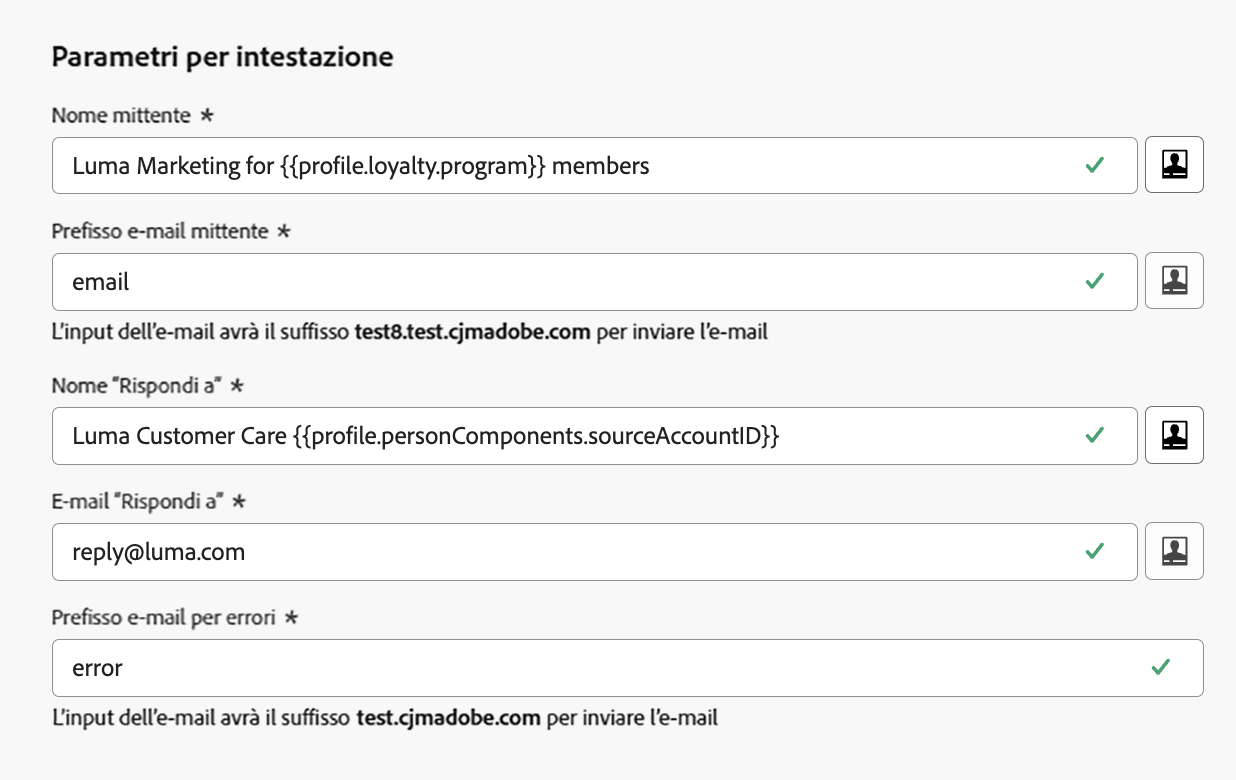 Parametri per intestazione
Nome mittente *
Luma Marketing for {{profile.loyalty.program}} members
Prefisso e-mail mittente *
email
L'input dell'e-mail avrà il suffisso test8.test.cjmadobe.com per inviare l'e-mail
Nome "Rispondi a" *
Luma Customer Care {{profile.personComponents.sourceAccountID}}
E-mail "Rispondi a" *
reply@luma.com
Prefisso e-mail per errori *
error
L'input dell'e-mail avrà il suffisso test.cjmadobe.com per inviare l'e-mail